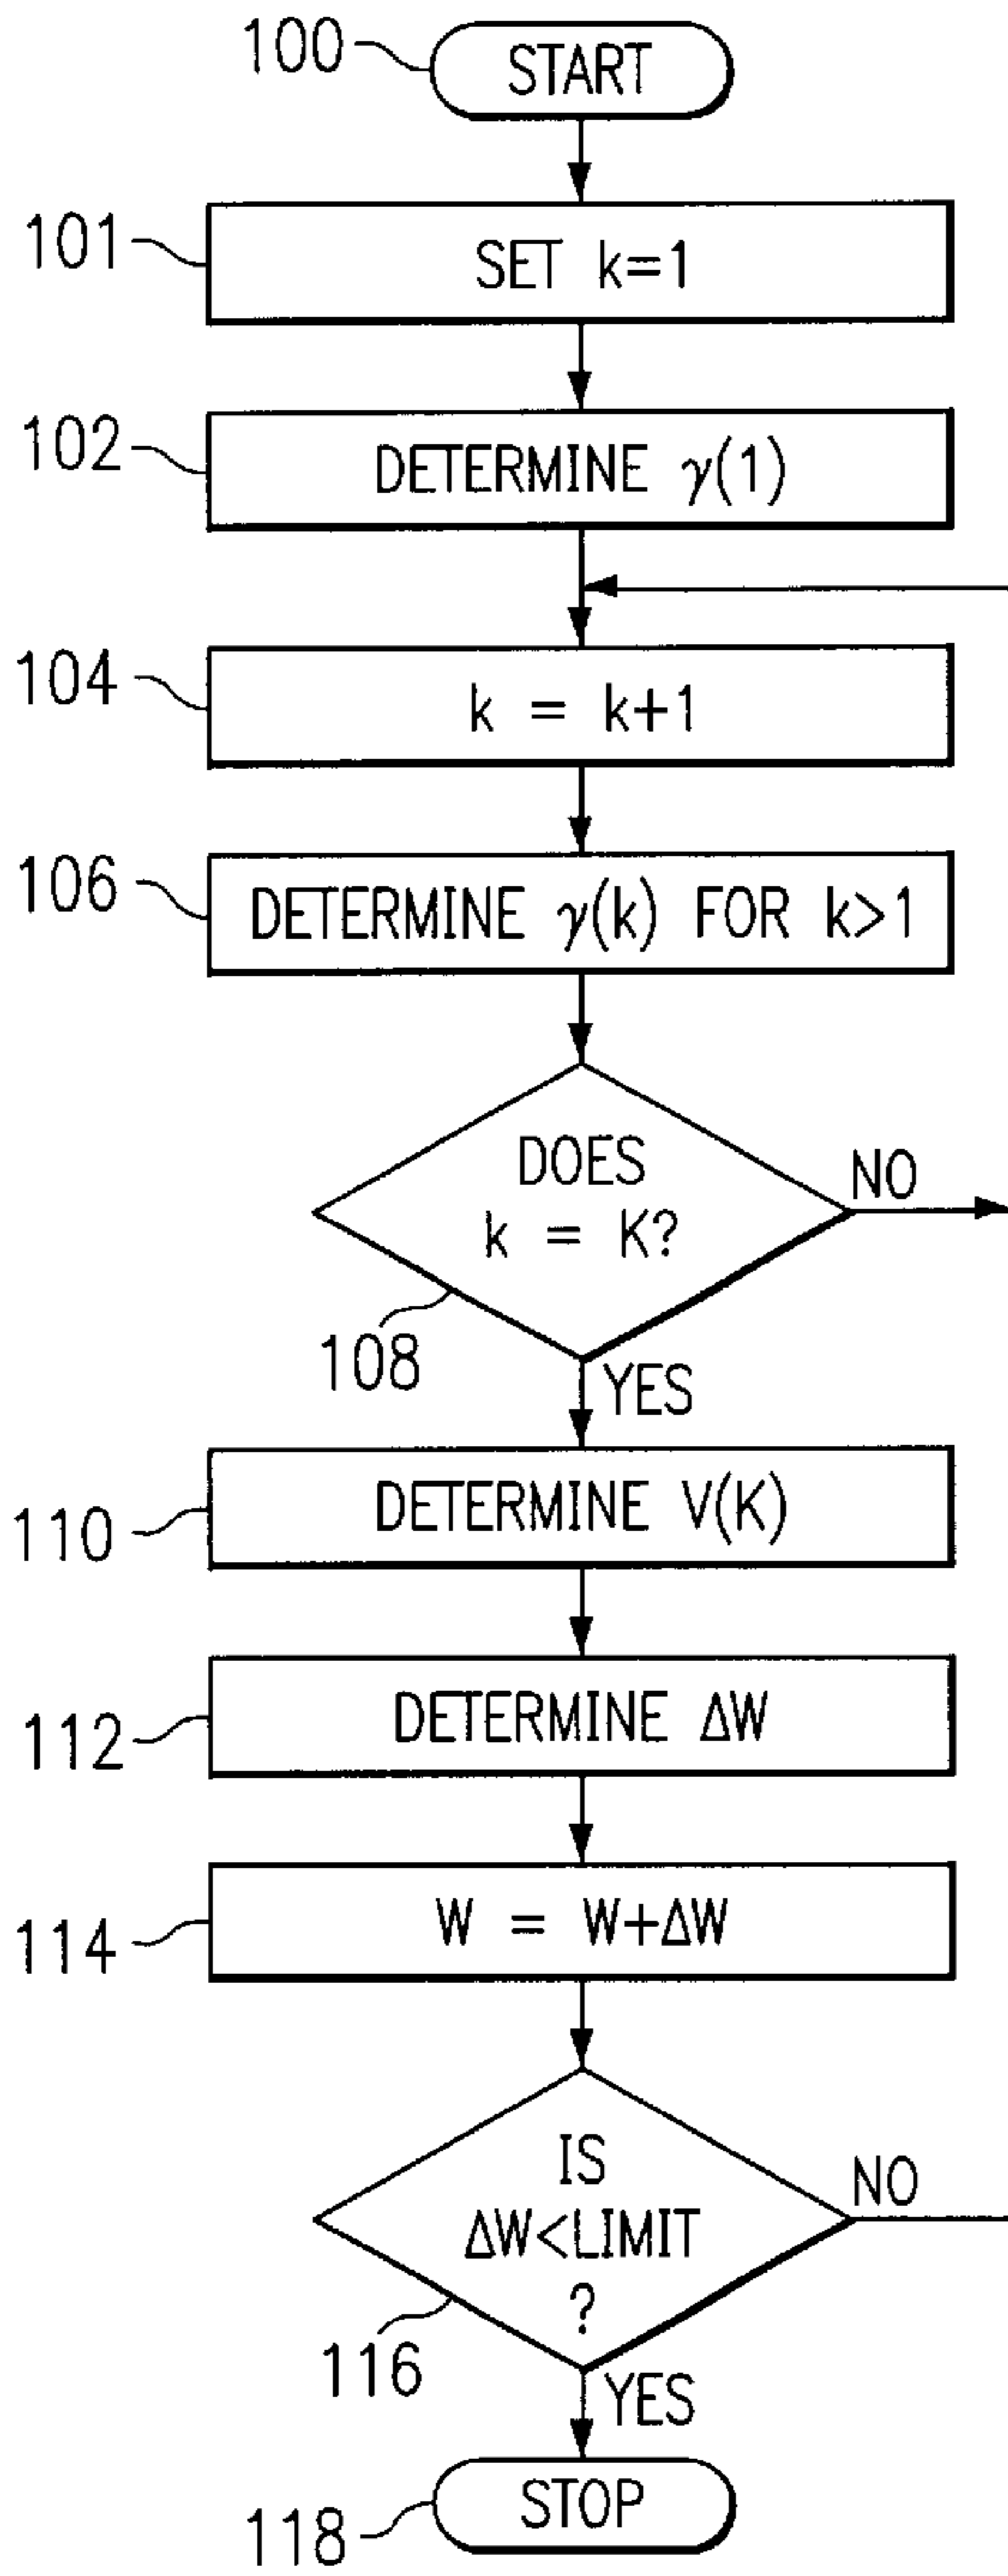 100
START
101
SET k=1
102
DETERMINE γ(1)
104
k = k+1
106
DETERMINE γ(k) FOR k>1
DOES
k = K?
NO
108
YES
110
DETERMINE V(K)
112
DETERMINE ΔW
114
W = W+ΔW
IS
ΔW<LIMIT
?
NO
116
YES
118
STOP